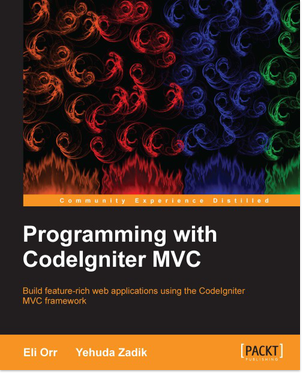 Community Experience Distilled
Programming with
CodeIgniter MVC
Build feature-rich web applications using the CodeIgniter
MVC framework
Eli Orr Yehuda Zadik
[PACKT]
PUBLISHING